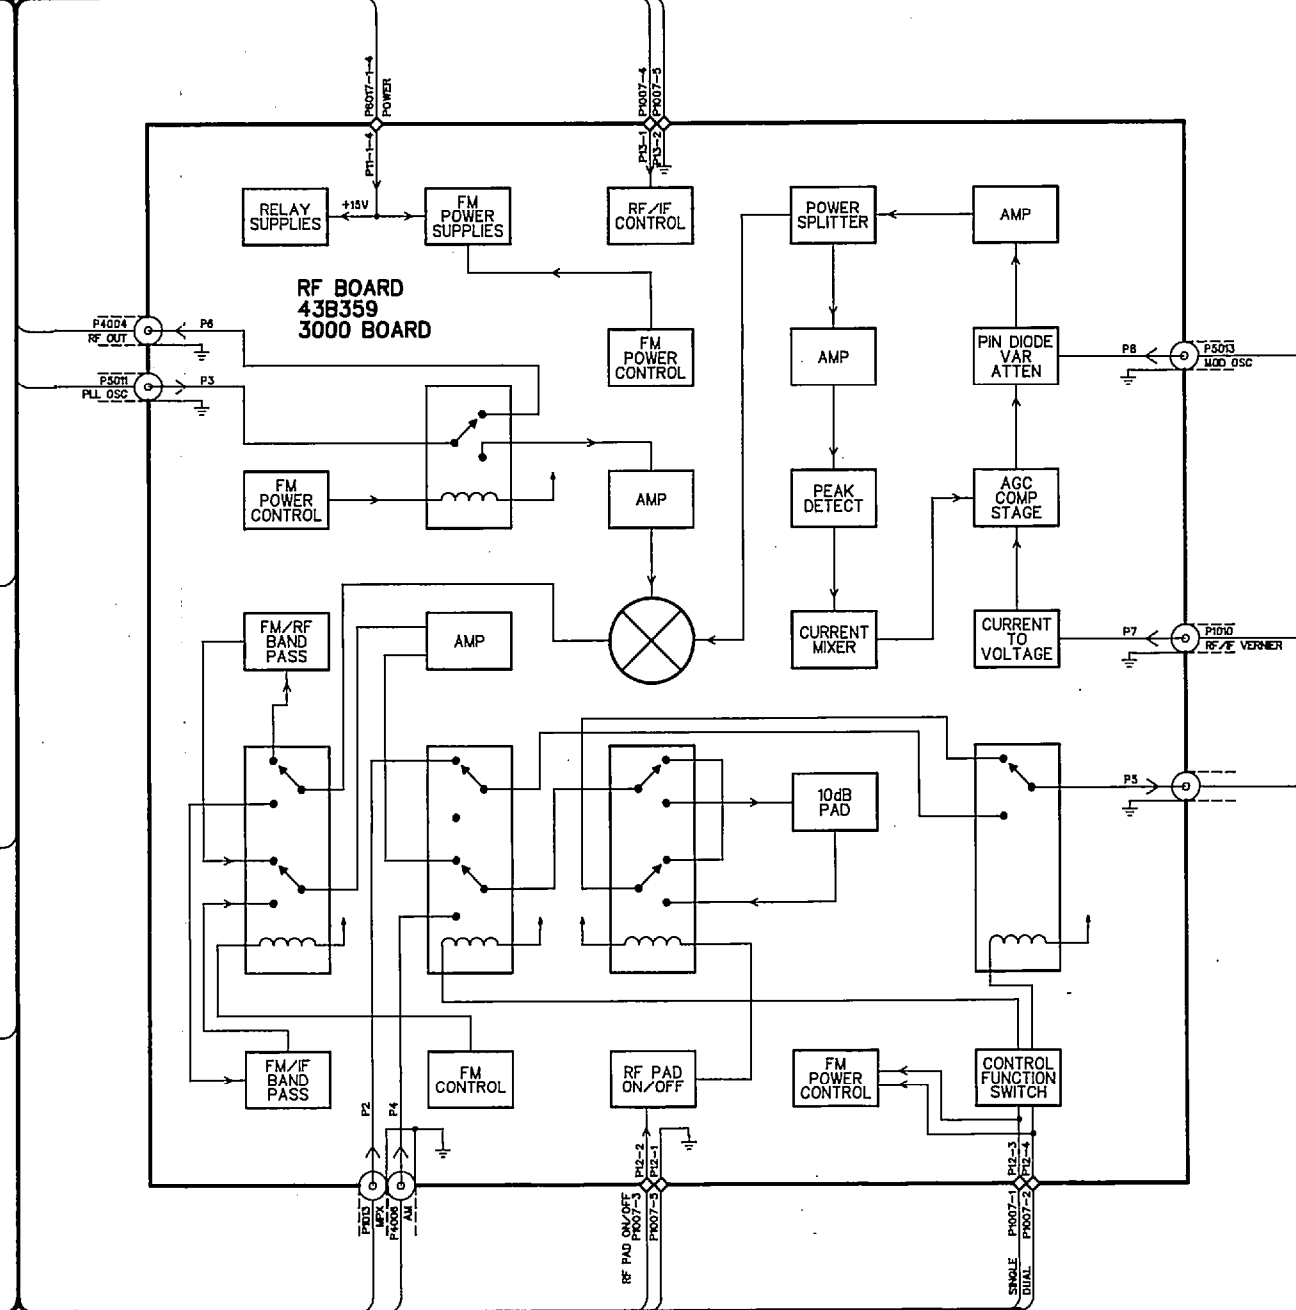 P6017-1-4
POWER
P1007-4
P1007-5
P11-1-4
P13-1
P13-2
RELAY
SUPPLIES
+15V
FM
POWER
SUPPLIES
RF/IF
CONTROL
POWER
SPLITTER
AMP
RF BOARD
43B359
3000 BOARD
P4004
RF OUT
P6
P5011
PLL OSC
P3
FM
POWER
CONTROL
AMP
PIN DIODE
VAR
ATTEN
P8
P5013
MOD OSC
FM
POWER
CONTROL
AMP
PEAK
DETECT
AGC
COMP
STAGE
FM/RF
BAND
PASS
AMP
CURRENT
MIXER
CURRENT
TO
VOLTAGE
P7
P1010
RF/IF VERNIER
10dB
PAD
P5
FM/IF
BAND
PASS
FM
CONTROL
RF PAD
ON/OFF
FM
POWER
CONTROL
CONTROL
FUNCTION
SWITCH
P2
P4
P12-2
P12-1
P12-3
P12-4
P1013
MPX
P4006
AM
RF PAD ON/OFF
P1007-3
P1007-5
SINGLE
P1007-1
DUAL
P1007-2